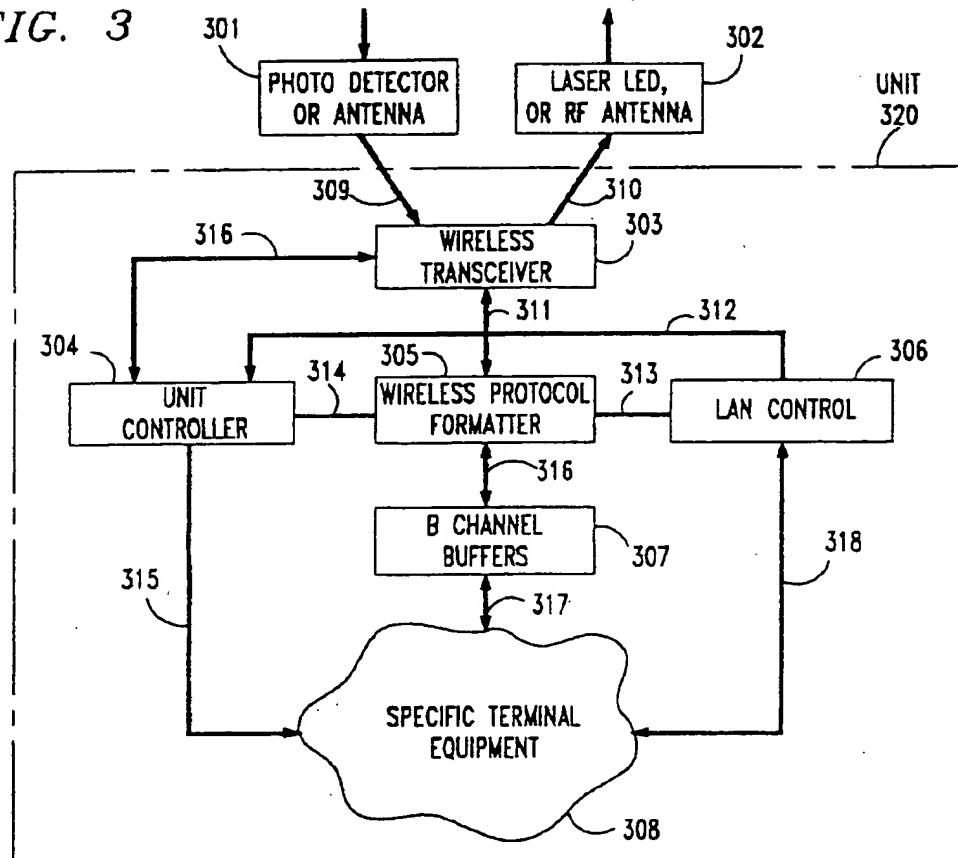 FIG. 3
301
302
PHOTO DETECTOR
OR ANTENNA
LASER LED,
OR RF ANTENNA
UNIT
320
309
310
316
WIRELESS
TRANSCEIVER
303
311
312
304
305
306
UNIT
CONTROLLER
314
WIRELESS PROTOCOL
FORMATTER
313
LAN CONTROL
316
B CHANNEL
BUFFERS
307
315
318
317
SPECIFIC TERMINAL
EQUIPMENT
308